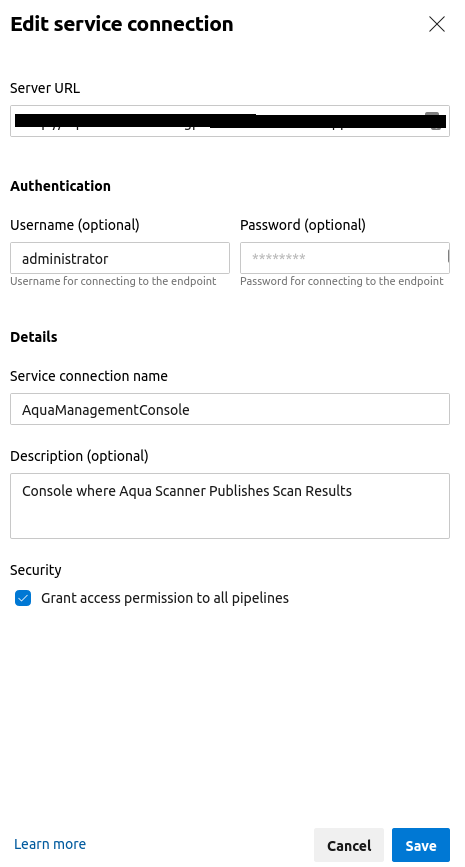 Edit service connection
Server URL
Authentication
Username (optional)
Password (optional)
administrator
********
Username for connecting to the endpoint
Password for connecting to the endpoint
Details
Service connection name
AquaManagementConsole
Description (optional)
Console where Aqua Scanner Publishes Scan Results
Security
Grant access permission to all pipelines
Learn more
Cancel
Save